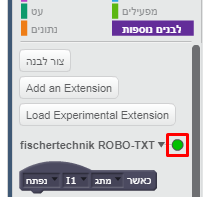 מפעילים עט
לבנים נוספות נתונים
צור לבנה
Add an Extension
Load Experimental Extension
fischertechnik ROBO-TXT
כאשר מתג I1 נפתח